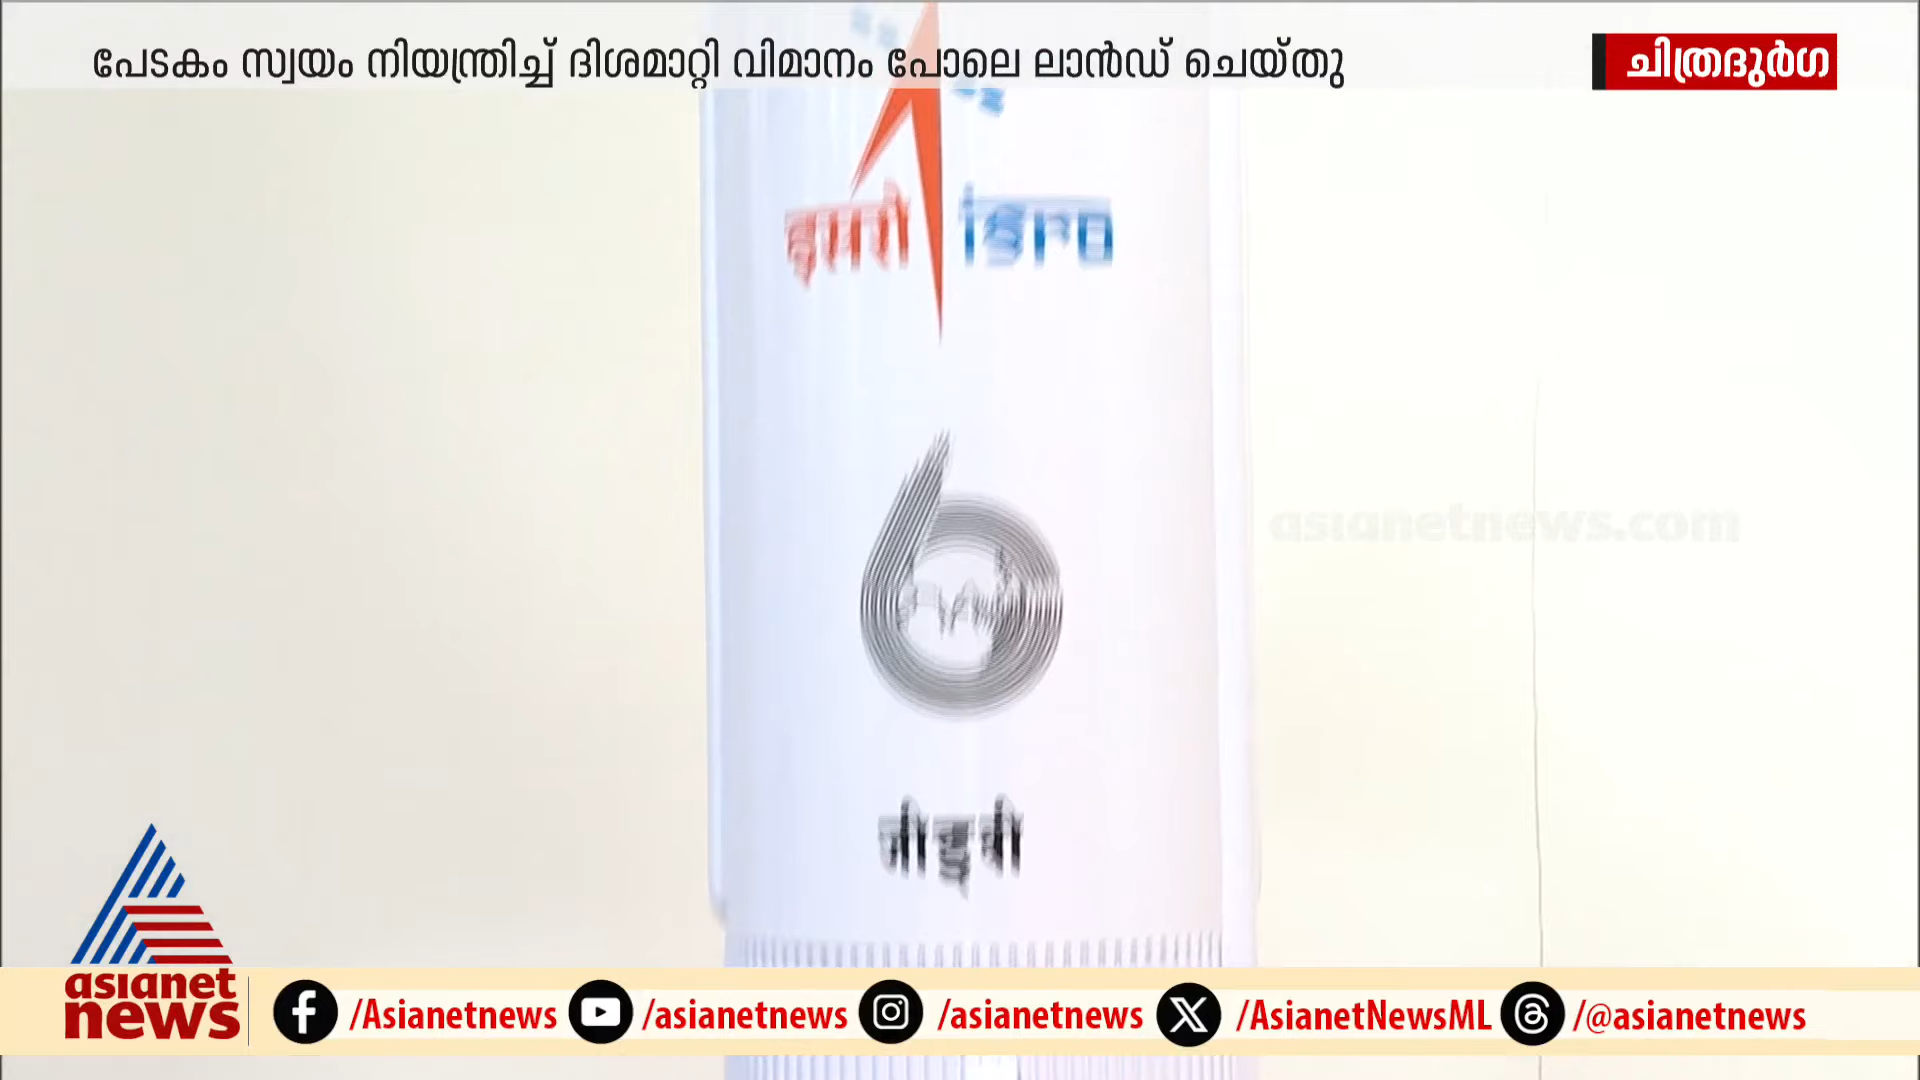 പേടകം സ്വയം നിയന്ത്രിച്ച് ദിശമാറ്റി വിമാനം പോലെ ലാൻഡ് ചെയ്തു
ചിത്രദുർഗ
isro
asianetnews.com
asianet
news
/Asianetnews
/asianetnews
/asianetnews
/AsianetNewsML
/@asianetnews